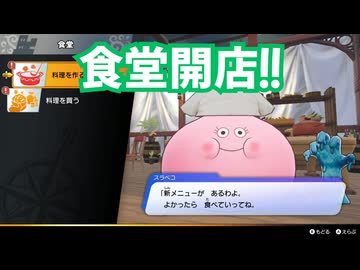 食堂
料理を作る
料理を買う
食堂開店!!
スラペコ
「新メニューが あるわよ。
よかったら 食べていってね。
もどる
えらぶ